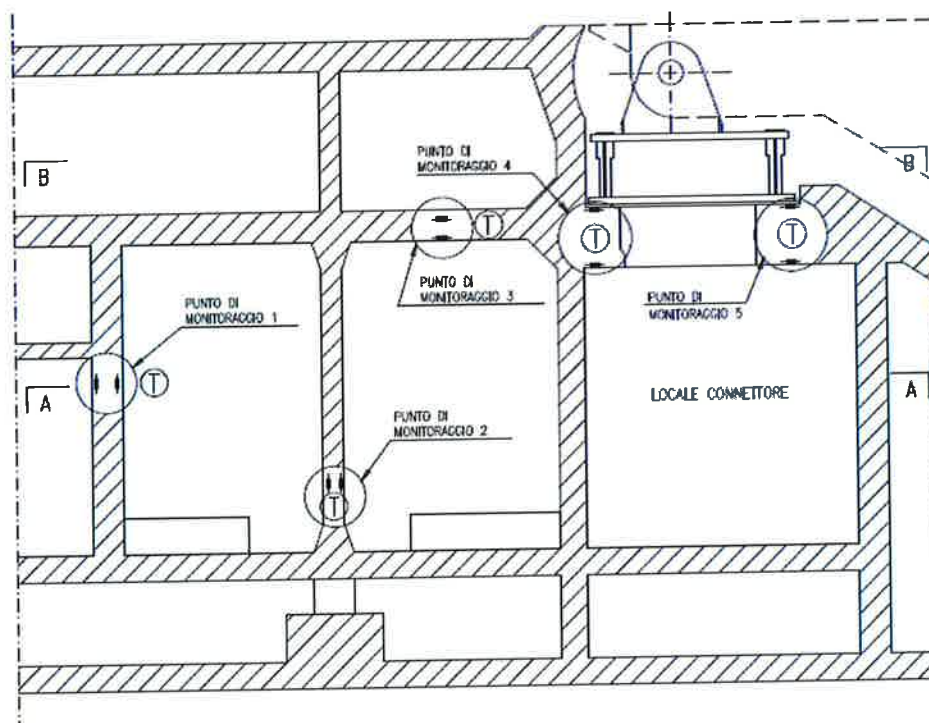 B
PUNTO DI
MONITORAGGIO 4
B
T
T
T
PUNTO DI
MONITORAGGIO 3
PUNTO DI
MONITORAGGIO 1
PUNTO DI
MONITORAGGIO 5
T
A
LOCALE CONNETTORE
A
PUNTO DI
MONITORAGGIO 2
T